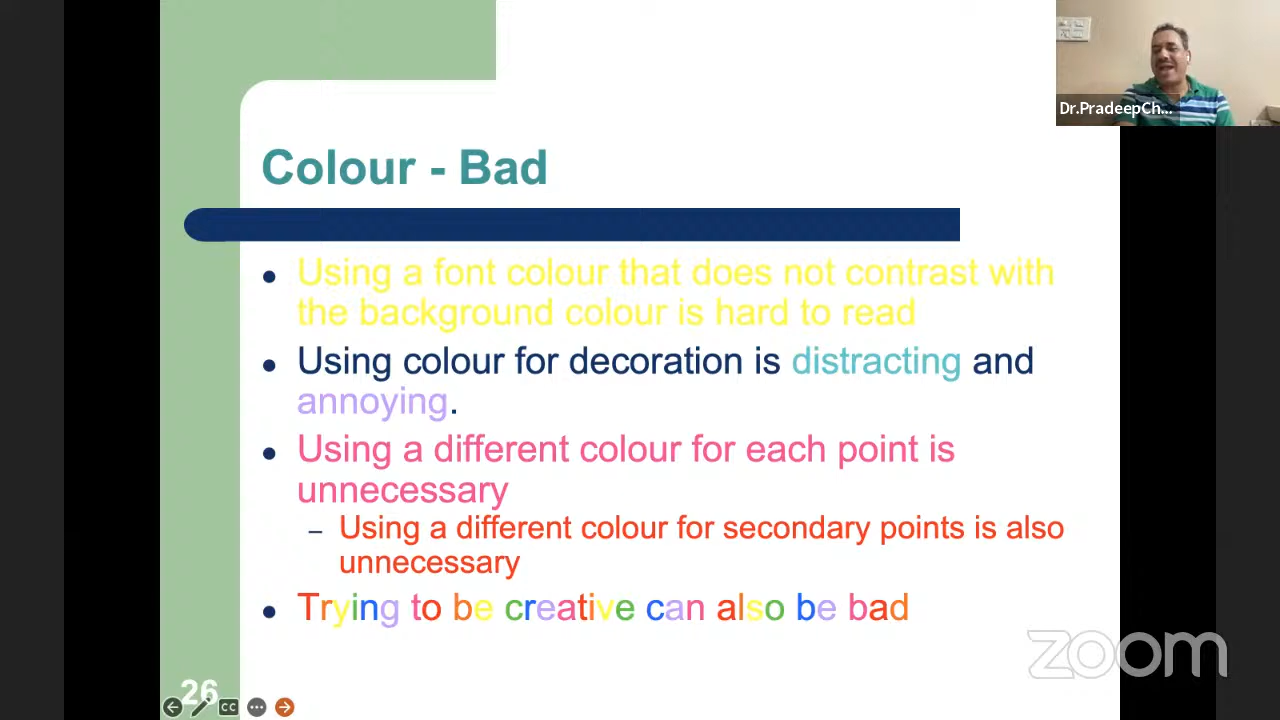 Dr.PradeepCh...
Colour - Bad
Using a font colour that does not contrast with
the background colour is hard to read
Using colour for decoration is distracting and
annoying.
Using a different colour for each point is
unnecessary
– Using a different colour for secondary points is also
unnecessary
Trying to be creative can also be bad
zoom
26
CC